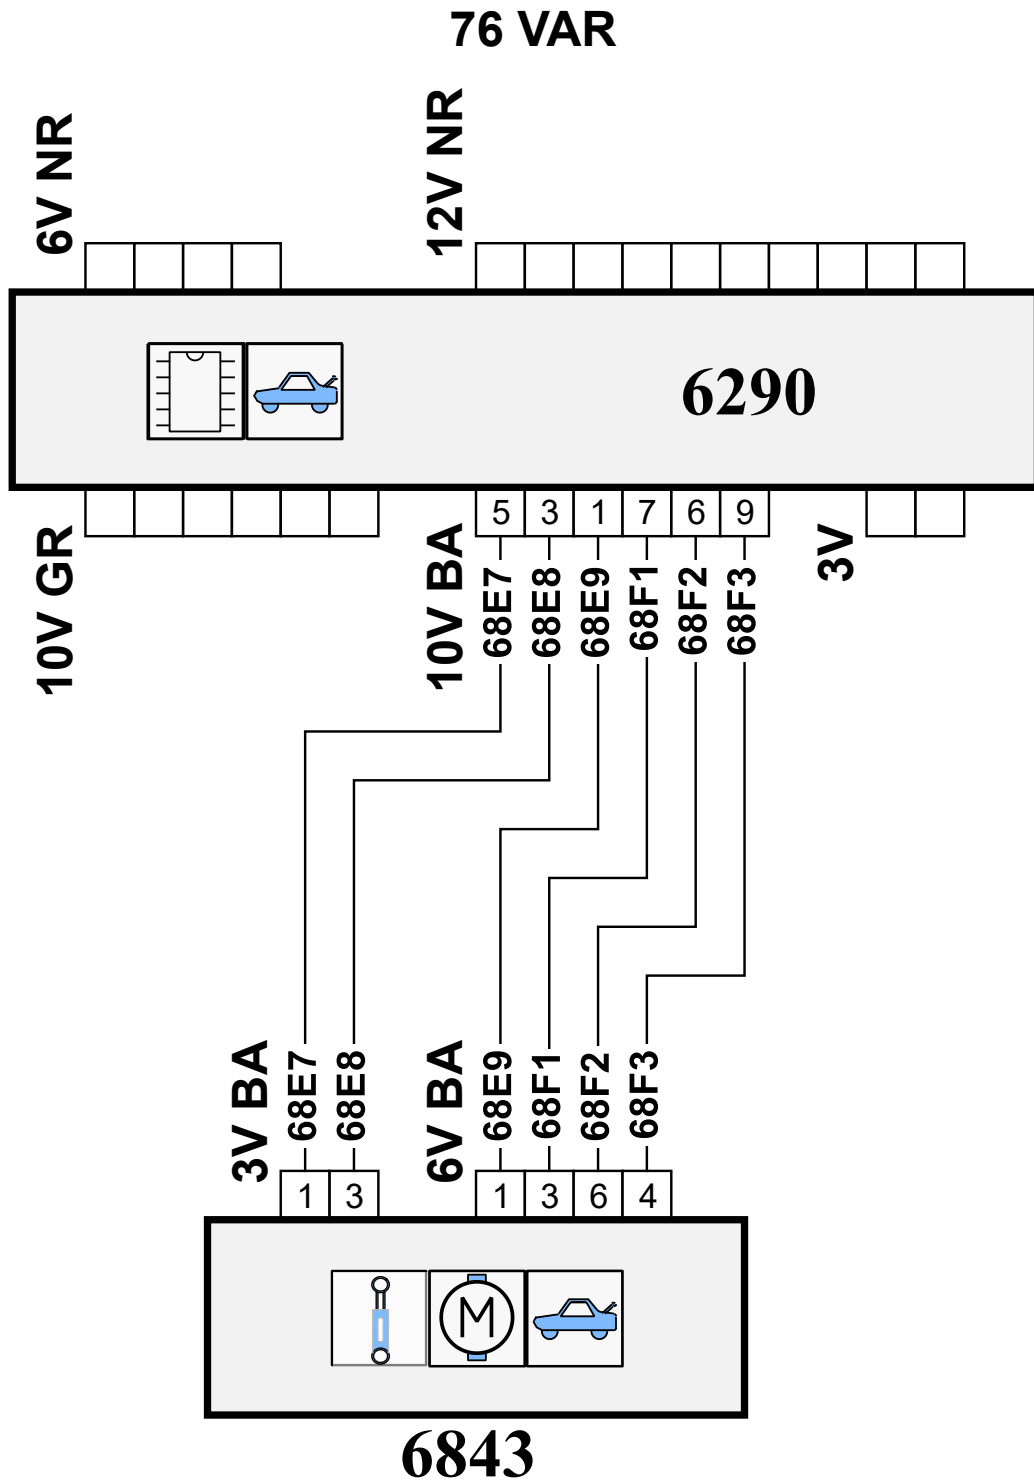 76 VAR
6V NR
12V NR
6290
10V GR
10V BA
5 3 1 7 6 9
3V
68E7 68E8 68E9 68F1 68F2 68F3
3V BA
68E7 68E8
6V BA
68E9 68F1 68F2 68F3
1 3
1 3 6 4
M
6843